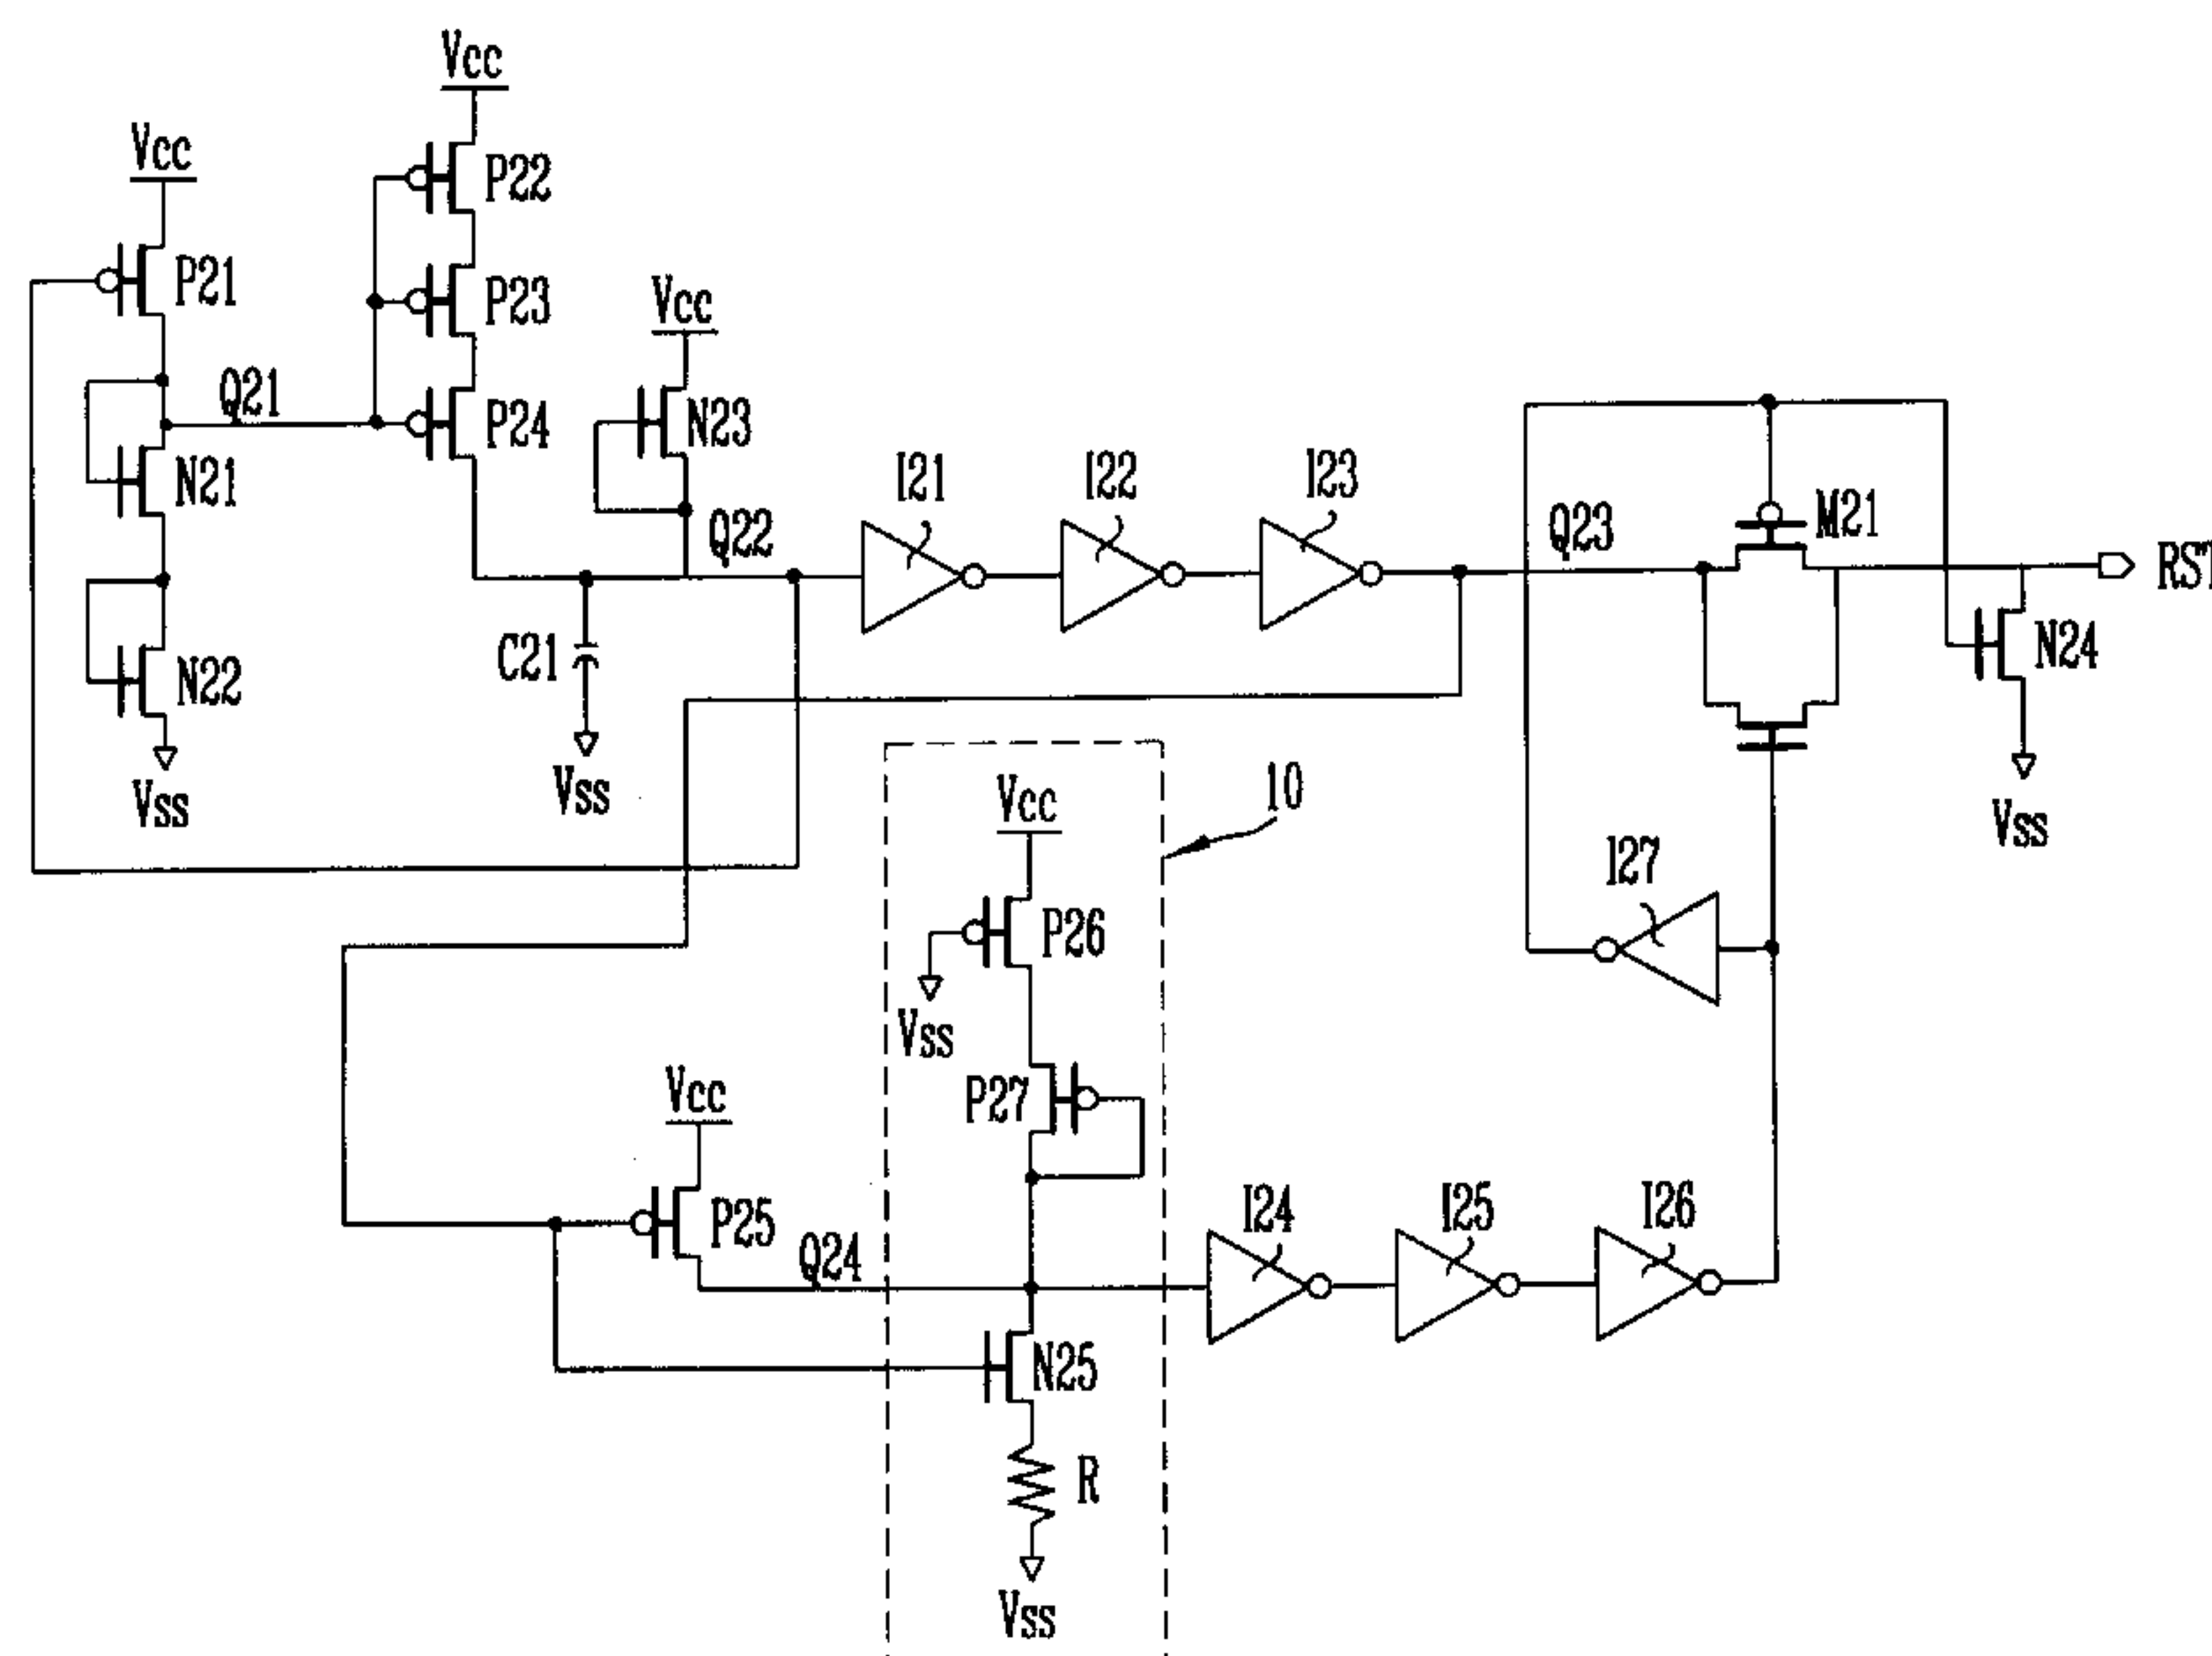 Vcc
Vcc
P22
P21
P23
Vcc
Q21
P24
N23
N21
I21
I22
I23
Q22
Q23
M21
RST
N22
C21
N24
Vss
Vss
Vcc
10
Vss
I27
P26
Vss
P27
Vcc
P25
Q24
I24
I25
I26
N25
R
Vss